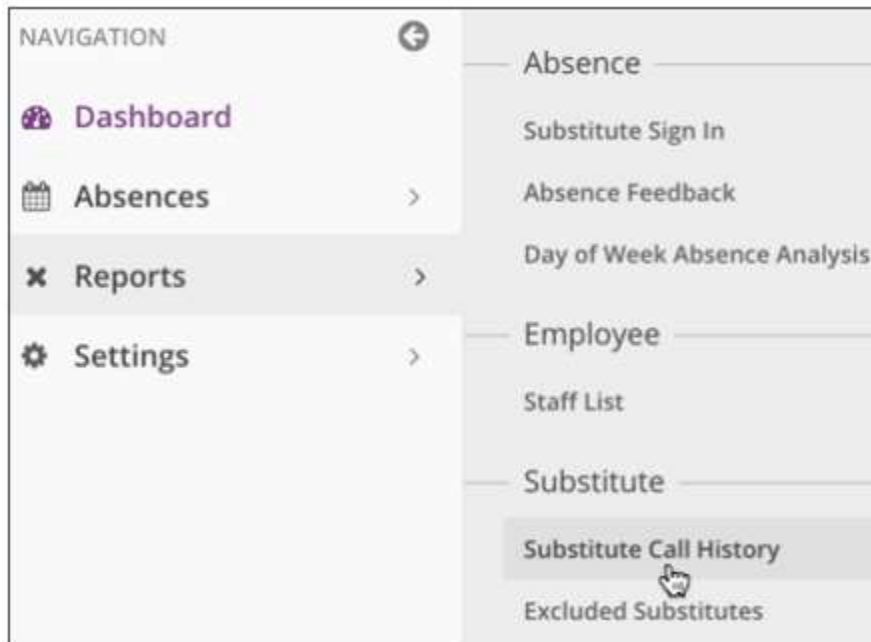 NAVIGATION
Dashboard
Absences
Reports
Settings
Absence
Substitute Sign In
Absence Feedback
Day of Week Absence Analysis
Employee
Staff List
Substitute
Substitute Call History
Excluded Substitutes